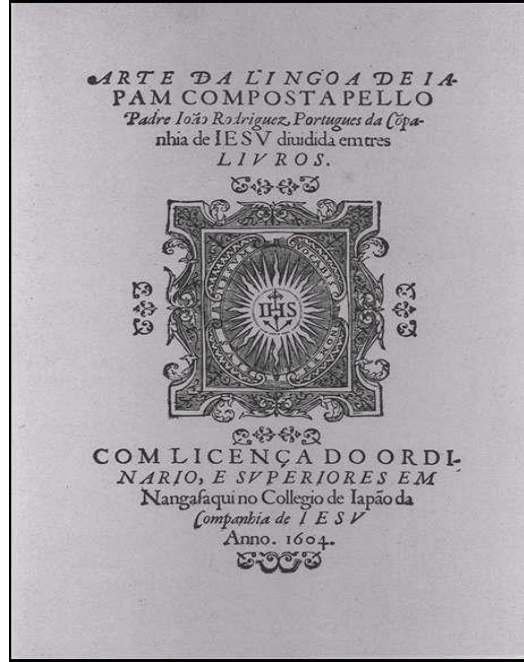 ARTE DA LINGOA DE IA-
PAM COMPOSTA PELLO
Padre Ioão Rodriguez Portugues da Cõpa-
nhia de IESV diuidida em tres
LIVROS.
IESVM
VOCABIS
IHS
COM LICENÇA DO ORDI-
NARIO, E SVPERIORES EM
Nangasaqui no Collegio de Iapão da
Companhia de IESV
Anno. 1604.